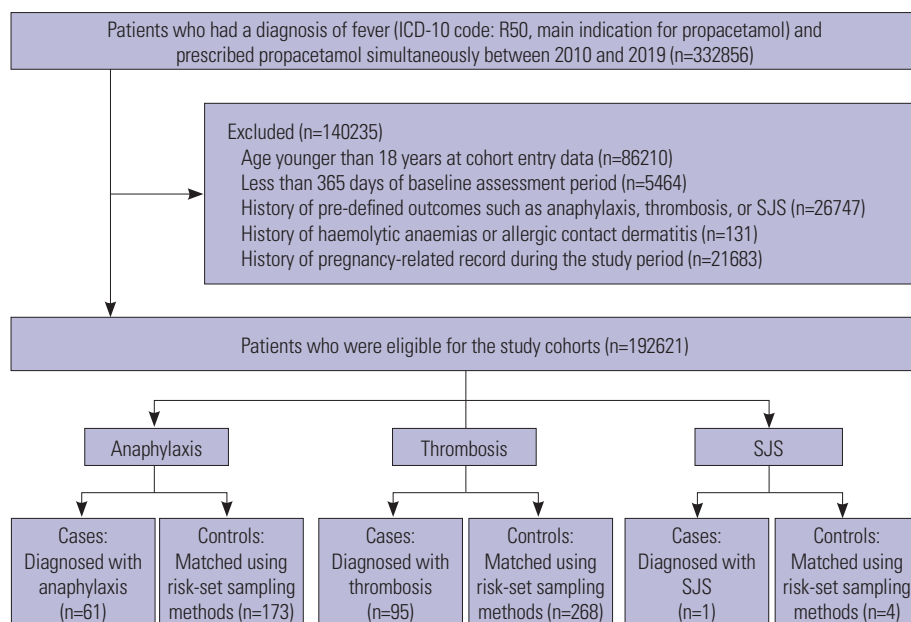 Patients who had a diagnosis of fever (ICD-10 code: R50, main indication for propacetamol) and
prescribed propacetamol simultaneously between 2010 and 2019 (n=332856)
Excluded (n=140235)
Age younger than 18 years at cohort entry data (n=86210)
Less than 365 days of baseline assessment period (n=5464)
History of pre-defined outcomes such as anaphylaxis, thrombosis, or SJS (n=26747)
History of haemolytic anaemias or allergic contact dermatitis (n=131)
History of pregnancy-related record during the study period (n=21683)
Patients who were eligible for the study cohorts (n=192621)
Anaphylaxis
Thrombosis
SJS
Cases:
Diagnosed with
anaphylaxis
(n=61)
Controls:
Matched using
risk-set sampling
methods (n=173)
Cases:
Diagnosed with
thrombosis
(n=95)
Controls:
Matched using
risk-set sampling
methods (n=268)
Cases:
Diagnosed with
SJS
(n=1)
Controls:
Matched using
risk-set sampling
methods (n=4)